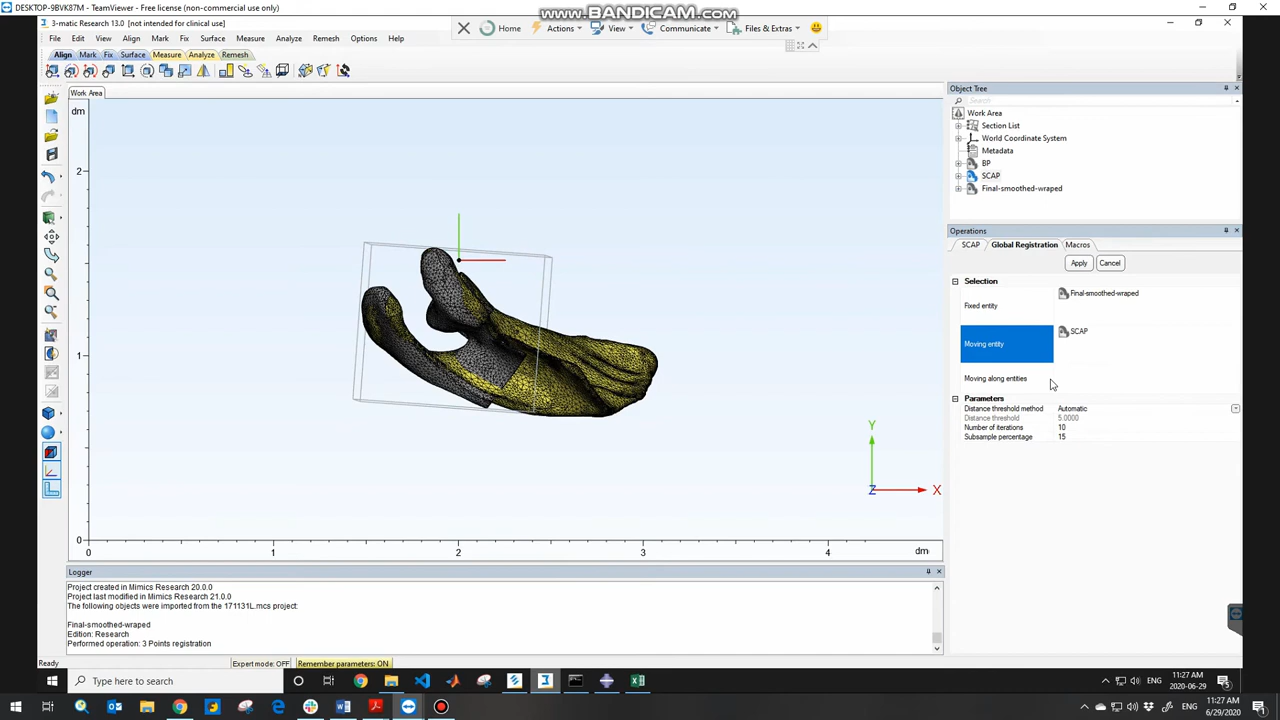 DESKTOP-9BVK87M - TeamViewer - Free license (non-commercial use only)
www.BANDICAM.com
3-matic Research 13.0 [not intended for clinical use]
Home Actions View Communicate Files & Extras
File Edit View Align Mark Fix Surface Measure Analyze Remesh Options Help
Align Mark Fix Surface Measure Analyze Remesh
Work Area
dm
2
1
0
0 1 2 3 4 dm
Y
Z X
Object Tree
Search
Work Area
Section List
World Coordinate System
Metadata
BP
SCAP
Final-smoothed-wraped
Operations
SCAP Global Registration Macros
Apply Cancel
Selection
Fixed entity Final-smoothed-wraped
Moving entity SCAP
Moving along entities
Parameters
Distance threshold method Automatic
Distance threshold 5.0000
Number of iterations 10
Subsample percentage 15
Logger
Project created in Mimics Research 20.0.0
Project last modified in Mimics Research 21.0.0
The following objects were imported from the 171131L.mcs project:
Final-smoothed-wraped
Edition: Research
Performed operation: 3 Points registration
Ready Expert mode: OFF Remember parameters: ON
Type here to search
ENG 11:27 AM
2020-06-29
5
ENG 11:27 AM
6/29/2020
1